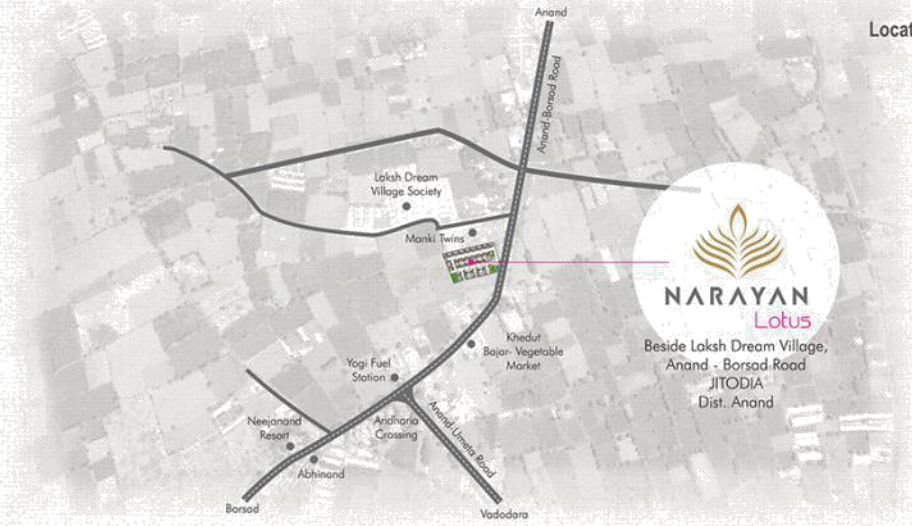 Anand
Locat
Anand-Borsad Road
Laksh Dream
Village Society
Manki Twins
NARAYAN
Lotus
Beside Laksh Dream Village,
Anand - Borsad Road
JITODIA
Dist. Anand
Khedut
Bajar- Vegetable
Market
Yogi Fuel
Station
Andharia
Crossing
Anand-Umeta Road
Neejanand
Resort
Abhinand
Borsad
Vadodara